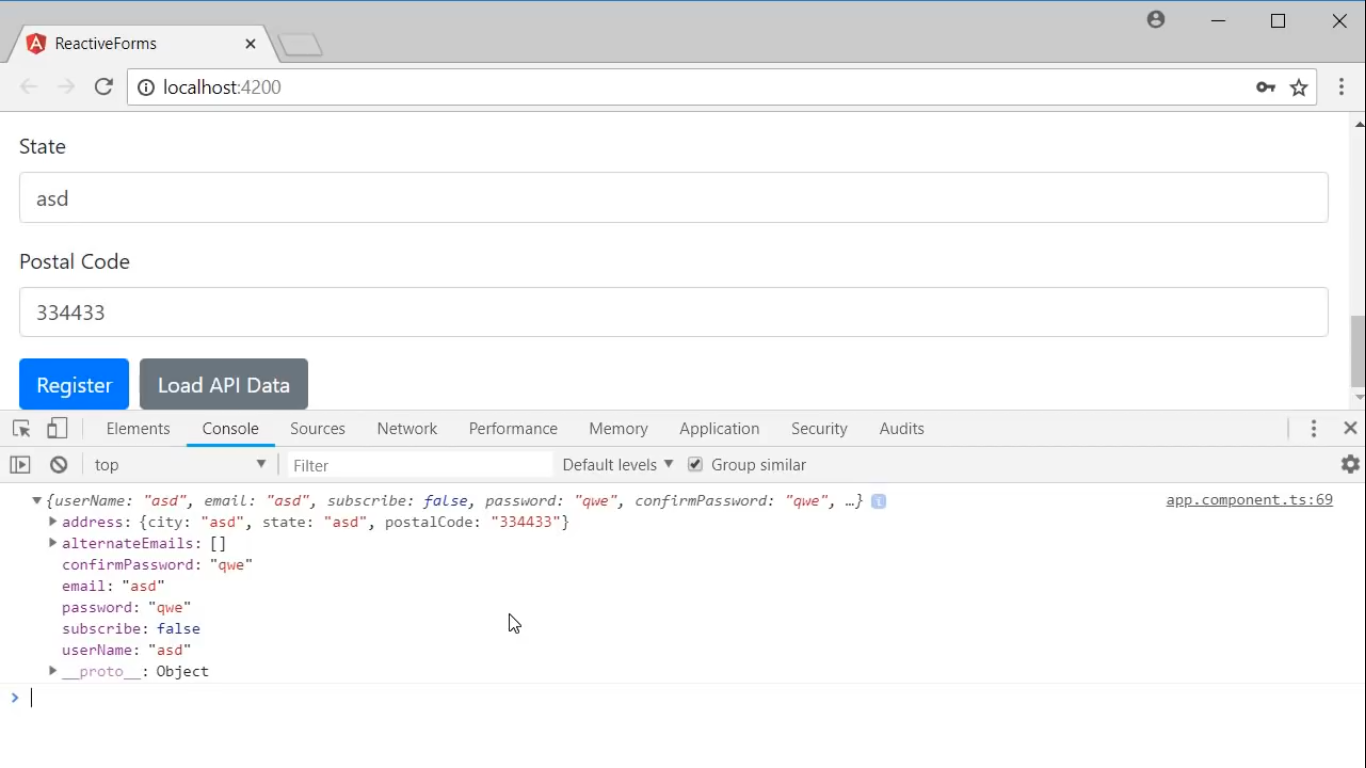 ReactiveForms
localhost:4200
State
asd
Postal Code
334433
Register Load API Data
Elements Console Sources Network Performance Memory Application Security Audits
top Filter Default levels Group similar
{userName: "asd", email: "asd", subscribe: false, password: "qwe", confirmPassword: "qwe", …} i app.component.ts:69
address: {city: "asd", state: "asd", postalCode: "334433"}
alternateEmails: []
confirmPassword: "qwe"
email: "asd"
password: "qwe"
subscribe: false
userName: "asd"
__proto__: Object